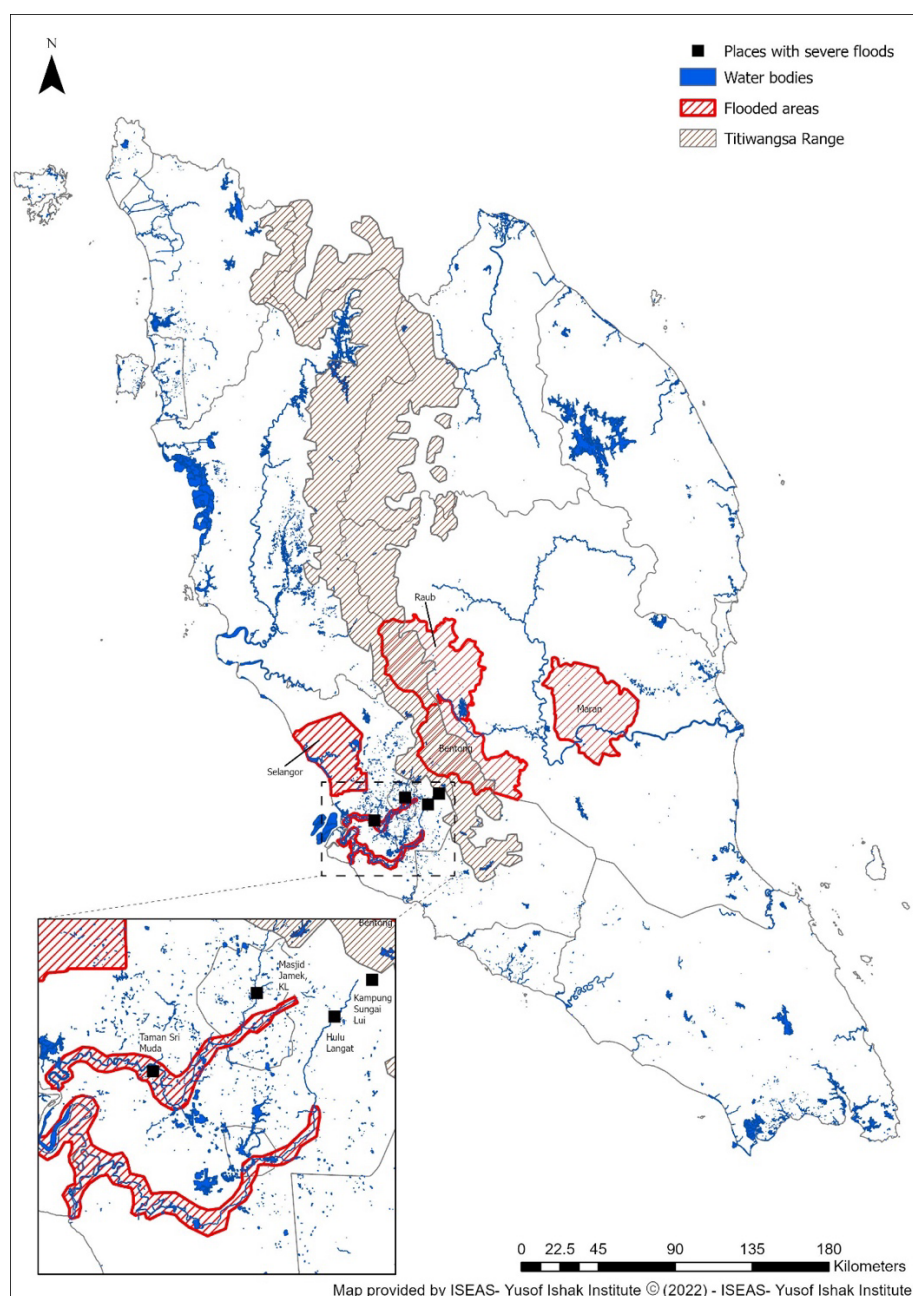 N
Places with severe floods
Water bodies
Flooded areas
Titiwangsa Range
Raub
Maran
Bentong
Selangor
Bentong
Masjid
Jamek,
KL
Kampung
Sungai
Lui
Taman Sri
Muda
Hulu
Langat
0 22.5 45 90 135 180
Kilometers
Map provided by ISEAS- Yusof Ishak Institute © (2022) - ISEAS- Yusof Ishak Institute